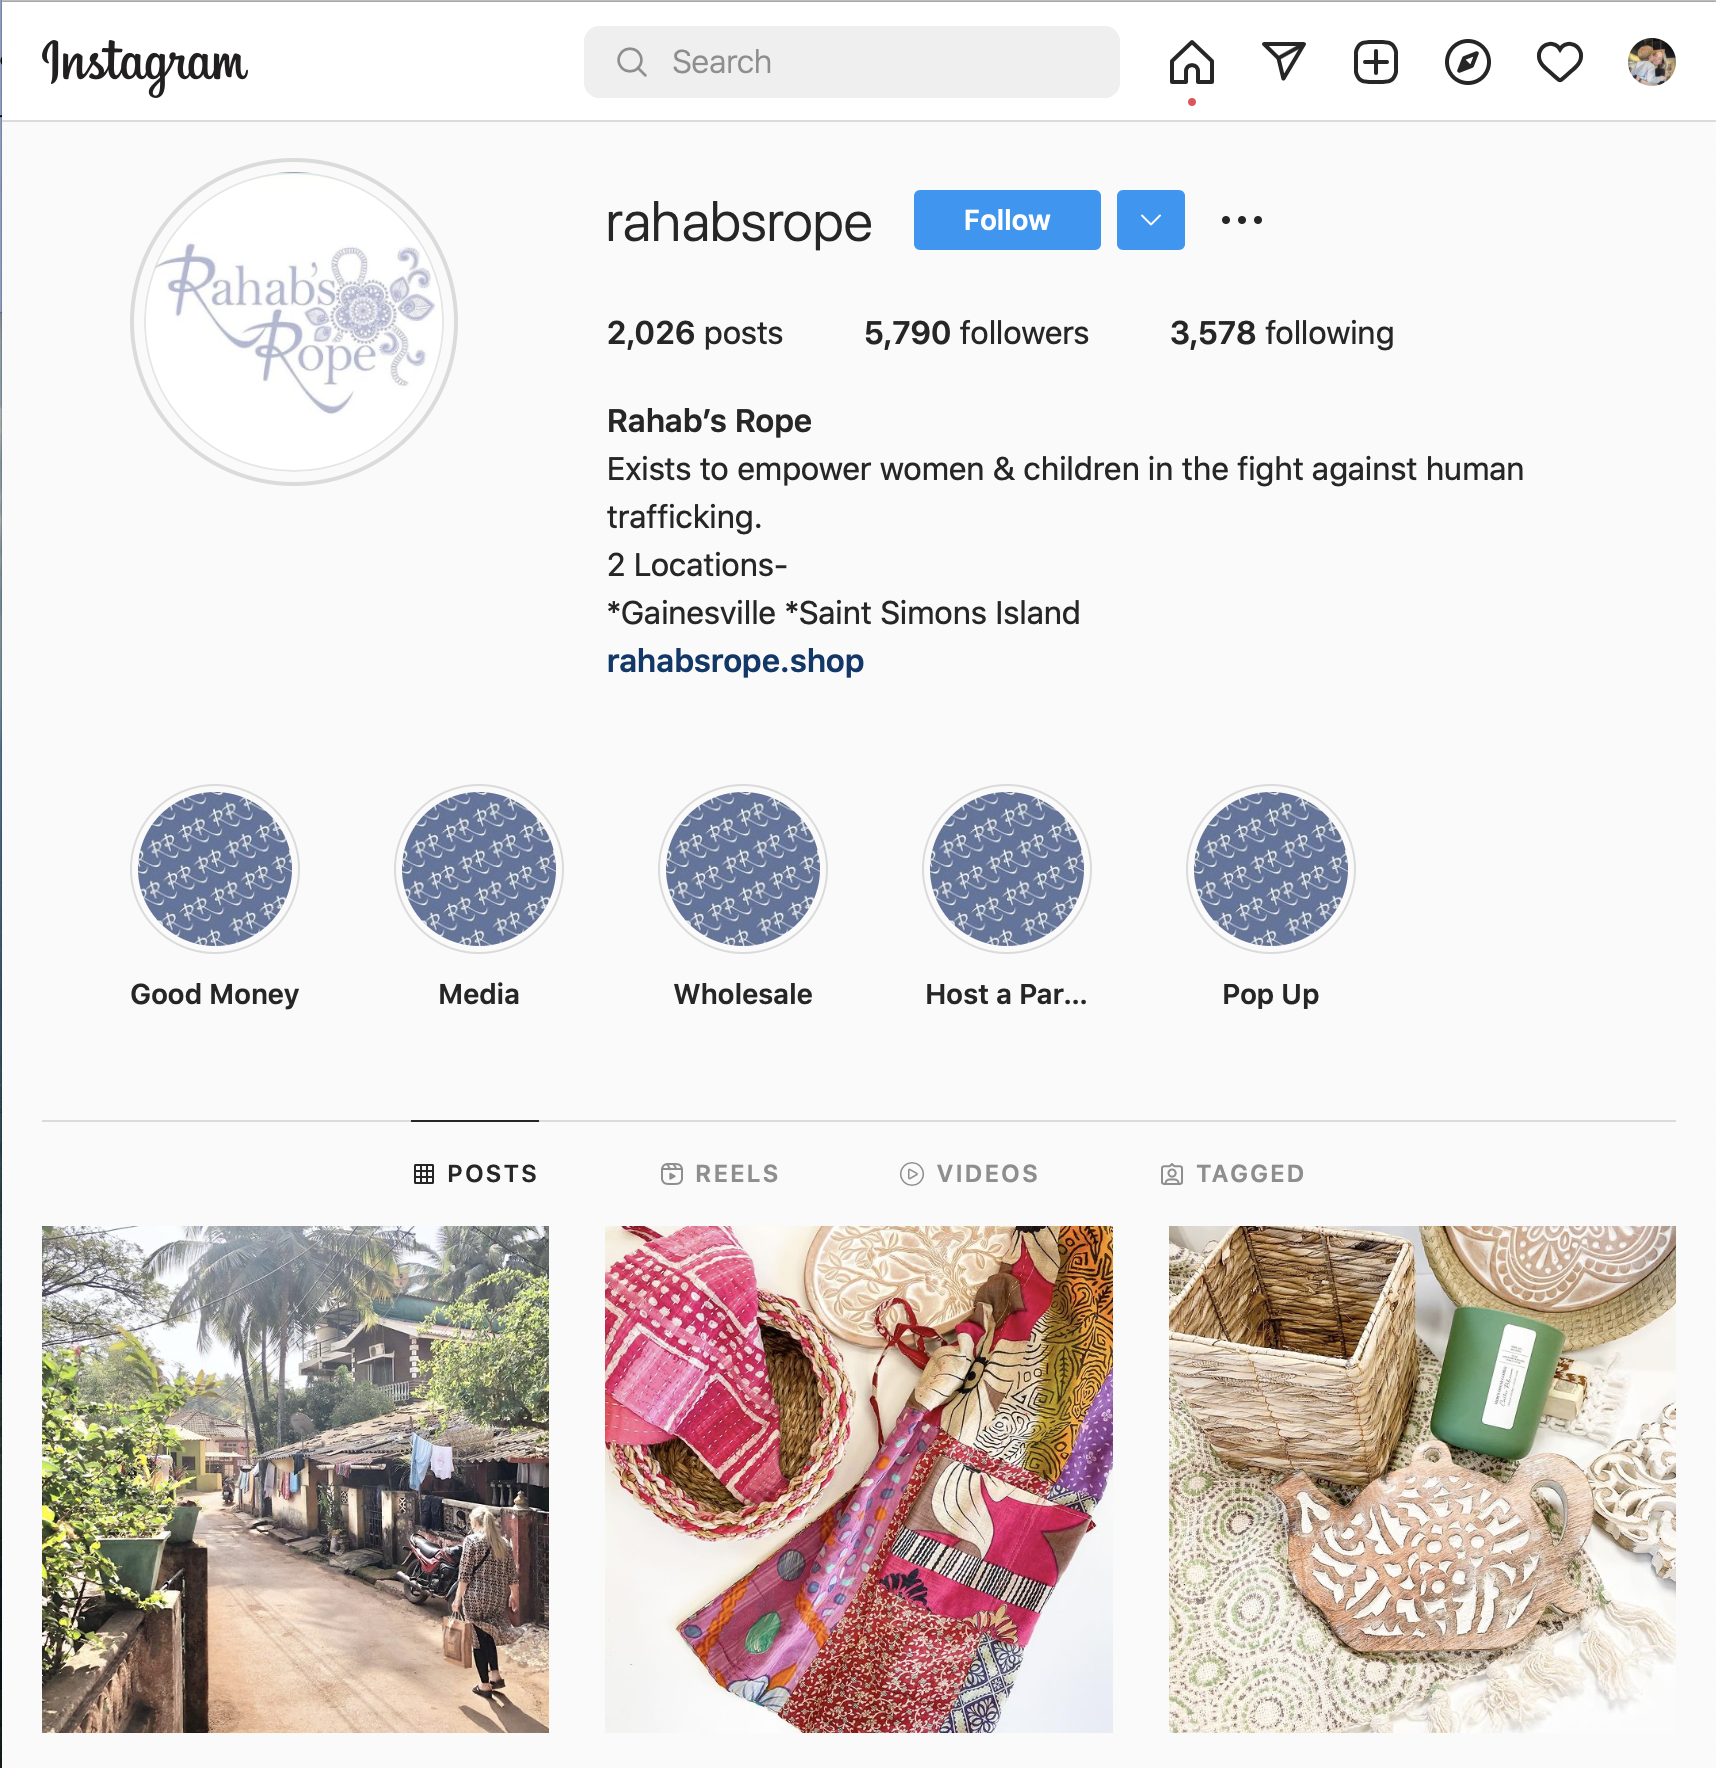 Instagram
Search
rahabsrope
Follow
2,026 posts
5,790 followers
3,578 following
Rahab's
Rope
Rahab’s Rope
Exists to empower women & children in the fight against human
trafficking.
2 Locations-
*Gainesville *Saint Simons Island
rahabsrope.shop
Good Money
Media
Wholesale
Host a Par...
Pop Up
POSTS
REELS
VIDEOS
TAGGED